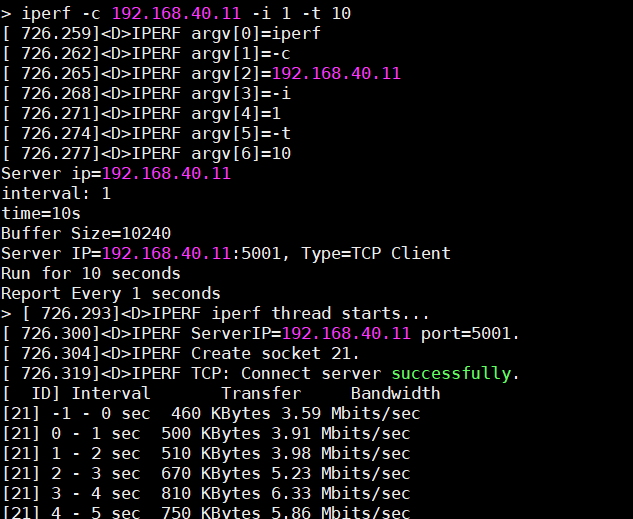 > iperf -c 192.168.40.11 -i 1 -t 10
[ 726.259]<D>IPERF argv[0]=iperf
[ 726.262]<D>IPERF argv[1]=-c
[ 726.265]<D>IPERF argv[2]=192.168.40.11
[ 726.268]<D>IPERF argv[3]=-i
[ 726.271]<D>IPERF argv[4]=1
[ 726.274]<D>IPERF argv[5]=-t
[ 726.277]<D>IPERF argv[6]=10
Server ip=192.168.40.11
interval: 1
time=10s
Buffer Size=10240
Server IP=192.168.40.11:5001, Type=TCP Client
Run for 10 seconds
Report Every 1 seconds
> [ 726.293]<D>IPERF iperf thread starts...
[ 726.300]<D>IPERF ServerIP=192.168.40.11 port=5001.
[ 726.304]<D>IPERF Create socket 21.
[ 726.319]<D>IPERF TCP: Connect server successfully.
[  ID] Interval       Transfer     Bandwidth
[21] -1 - 0 sec  460 KBytes 3.59 Mbits/sec
[21] 0 - 1 sec  500 KBytes 3.91 Mbits/sec
[21] 1 - 2 sec  510 KBytes 3.98 Mbits/sec
[21] 2 - 3 sec  670 KBytes 5.23 Mbits/sec
[21] 3 - 4 sec  810 KBytes 6.33 Mbits/sec
[21] 4 - 5 sec  750 KBytes 5.86 Mbits/sec